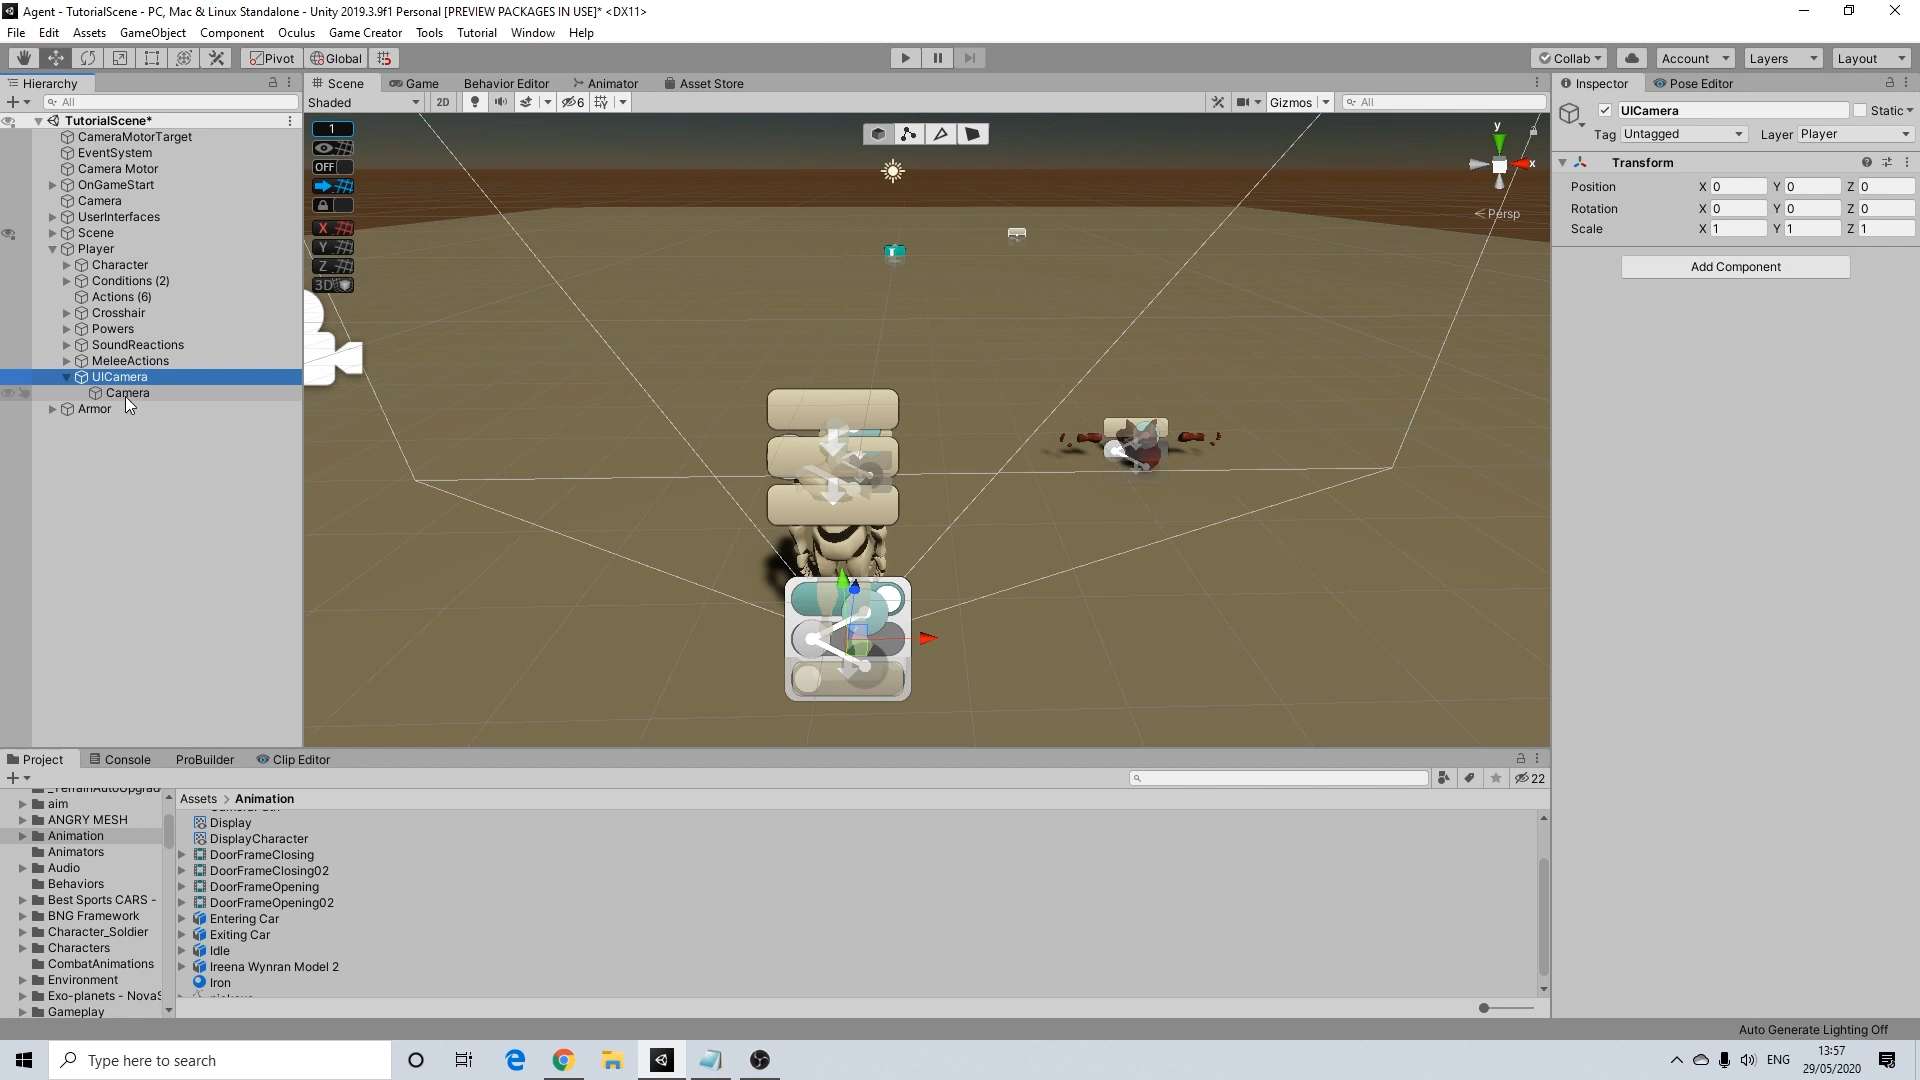 Agent - TutorialScene - PC, Mac & Linux Standalone - Unity 2019.3.9f1 Personal [PREVIEW PACKAGES IN USE]* <DX11>
File Edit Assets GameObject Component Oculus Game Creator Tools Tutorial Window Help
Pivot Global Collab Account Layers Layout
Hierarchy
All
TutorialScene*
CameraMotorTarget
EventSystem
Camera Motor
OnGameStart
Camera
UserInterfaces
Scene
Player
Character
Conditions (2)
Actions (6)
Crosshair
Powers
SoundReactions
MeleeActions
UICamera
Camera
Armor
Scene Game Behavior Editor Animator Asset Store
Shaded 2D 6 Gizmos All
1
OFF
X
Y
Z
3D
y
x
Persp
Inspector Pose Editor
UICamera Static
Tag Untagged Layer Player
Transform
Position X 0 Y 0 Z 0
Rotation X 0 Y 0 Z 0
Scale X 1 Y 1 Z 1
Add Component
Project Console ProBuilder Clip Editor
22
aim
ANGRY MESH
Animation
Animators
Audio
Behaviors
Best Sports CARS -
BNG Framework
Character_Soldier
Characters
CombatAnimations
Environment
Exo-planets - NovaS
Gameplay
Assets > Animation
Display
DisplayCharacter
DoorFrameClosing
DoorFrameClosing02
DoorFrameOpening
DoorFrameOpening02
Entering Car
Exiting Car
Idle
Ireena Wynran Model 2
Iron
Auto Generate Lighting Off
Type here to search
ENG
13:57
29/05/2020